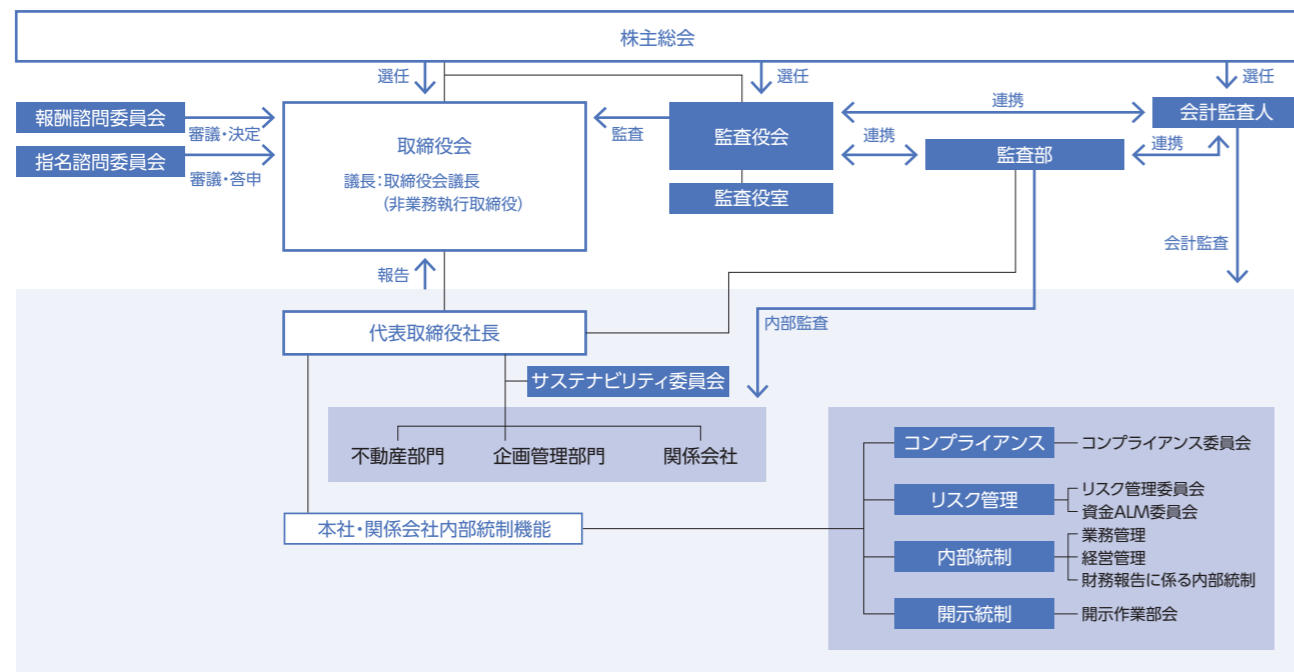 株主総会
選任
選任
選任
報酬諮問委員会
審議・決定
指名諮問委員会
審議・答申
取締役会
議長：取締役会議長
（非業務執行取締役）
監査
監査役会
監査役室
連携
連携
監査部
連携
会計監査人
会計監査
報告
内部監査
代表取締役社長
サステナビリティ委員会
不動産部門
企画管理部門
関係会社
本社・関係会社内部統制機能
コンプライアンス
コンプライアンス委員会
リスク管理
リスク管理委員会
資金ALM委員会
内部統制
業務管理
経営管理
財務報告に係る内部統制
開示統制
開示作業部会